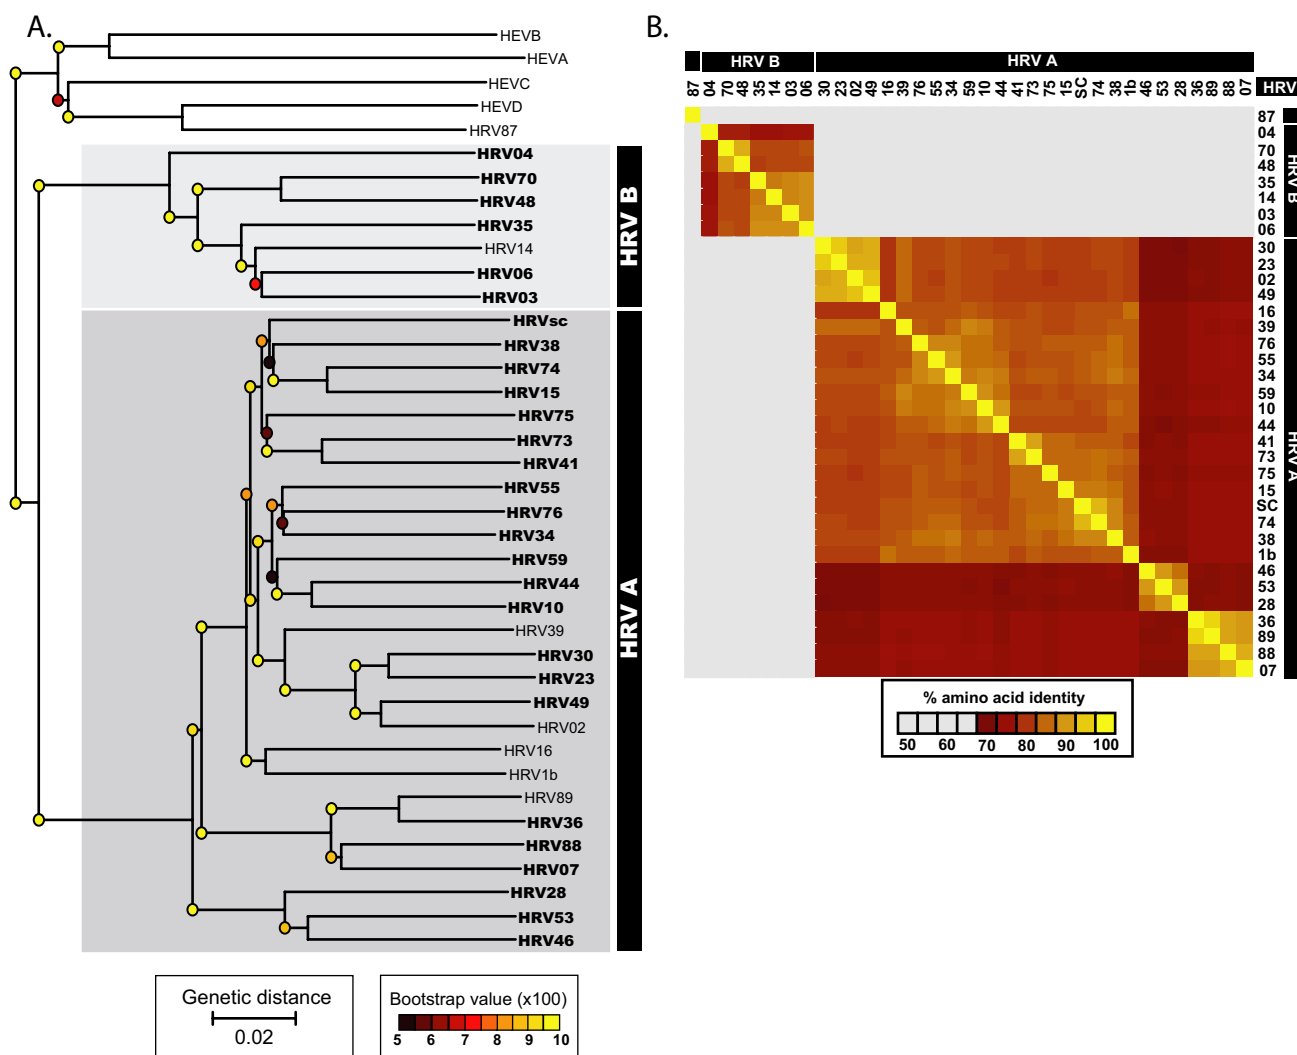 A.
HEVB
HEVA
HEVC
HEVD
HRV87
HRV04
HRV70
HRV48
HRV35
HRV14
HRV06
HRV03
HRV B
HRVsc
HRV38
HRV74
HRV15
HRV75
HRV73
HRV41
HRV55
HRV76
HRV34
HRV59
HRV44
HRV10
HRV39
HRV30
HRV23
HRV49
HRV02
HRV16
HRV1b
HRV89
HRV36
HRV88
HRV07
HRV28
HRV53
HRV46
HRV A
Genetic distance
0.02
Bootstrap value (x100)
5 6 7 8 9 10
B.
HRV B HRV A
87 04 70 48 35 14 03 06 30 23 02 49 16 39 76 55 34 59 10 44 41 73 75 15 SC 74 38 1b 46 53 28 36 89 88 07 HRV
87
04
70
48
35
14
03
06
HRV B
30
23
02
49
16
39
76
55
34
59
10
44
41
73
75
15
SC
74
38
1b
46
53
28
36
89
88
07
HRV A
% amino acid identity
50 60 70 80 90 100